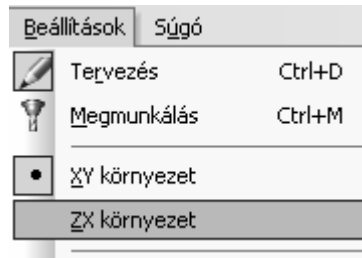 Beállítások Súgó
Tervezés Ctrl+D
Megmunkálás Ctrl+M
XY környezet
ZX környezet